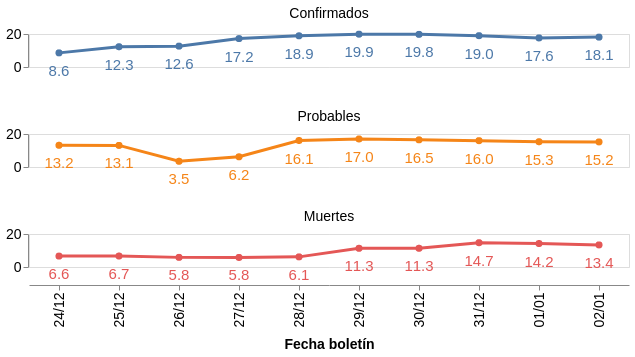 Confirmados
20
0
8.6 12.3 12.6 17.2 18.9 19.9 19.8 19.0 17.6 18.1
Probables
20
0
13.2 13.1 3.5 6.2 16.1 17.0 16.5 16.0 15.3 15.2
Muertes
20
0
6.6 6.7 5.8 5.8 6.1 11.3 11.3 14.7 14.2 13.4
24/12 25/12 26/12 27/12 28/12 29/12 30/12 31/12 01/01 02/01
Fecha boletín